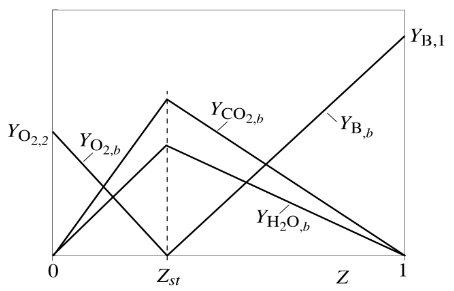 Y_{B,1}
Y_{CO_2,b}
Y_{O_2,2}
Y_{O_2,b}
Y_{B,b}
Y_{H_2O,b}
0
Z_{st}
Z
1